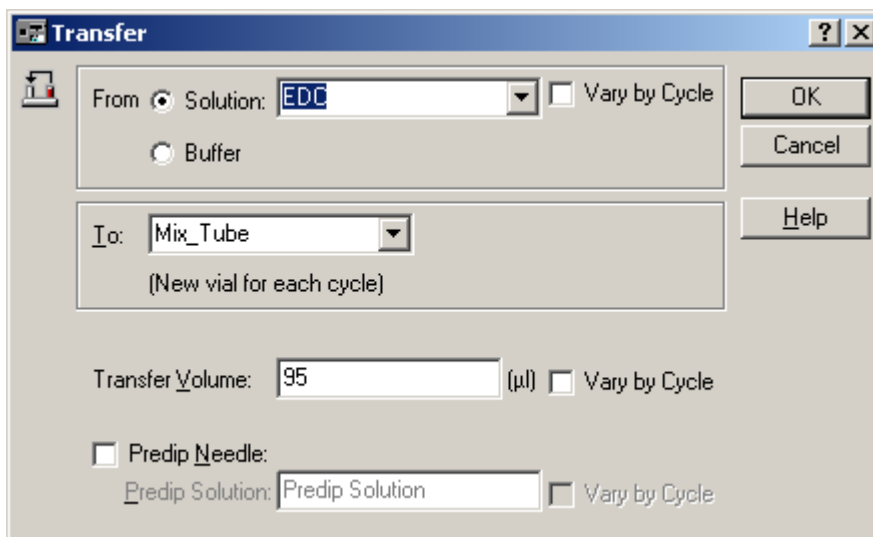 Transfer
From Solution: EDC Vary by Cycle OK
Buffer Cancel
To: Mix_Tube Help
(New vial for each cycle)
Transfer Volume: 95 (µl) Vary by Cycle
Predip Needle:
Predip Solution: Predip Solution Vary by Cycle